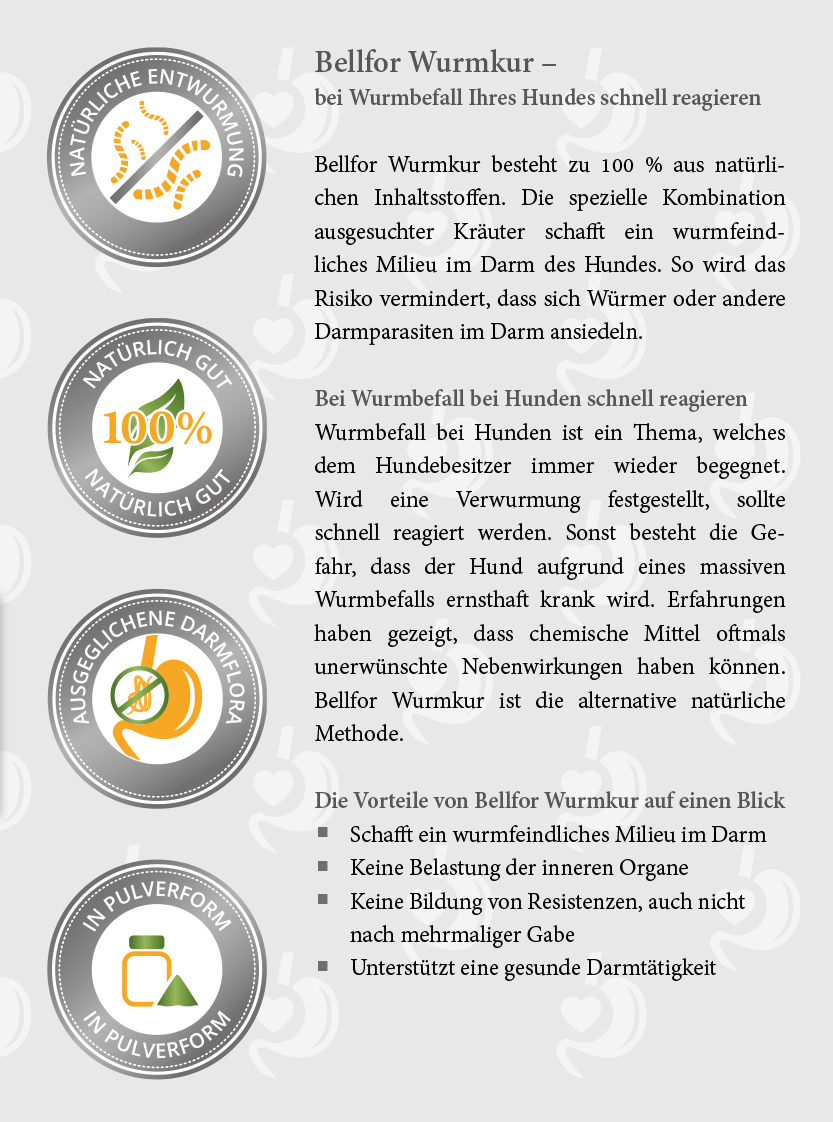 NATÜRLICHE ENTWURMUNG
NATÜRLICH GUT
100%
NATÜRLICH GUT
AUSGEGLICHENE DARMFLORA
IN PULVERFORM
IN PULVERFORM
Bellfor Wurmkur –
bei Wurmbefall Ihres Hundes schnell reagieren
Bellfor Wurmkur besteht zu 100 % aus natürli-
chen Inhaltsstoffen. Die spezielle Kombination
ausgesuchter Kräuter schafft ein wurmfeind-
liches Milieu im Darm des Hundes. So wird das
Risiko vermindert, dass sich Würmer oder andere
Darmparasiten im Darm ansiedeln.
Bei Wurmbefall bei Hunden schnell reagieren
Wurmbefall bei Hunden ist ein Thema, welches
dem Hundebesitzer immer wieder begegnet.
Wird eine Verwurmung festgestellt, sollte
schnell reagiert werden. Sonst besteht die Ge-
fahr, dass der Hund aufgrund eines massiven
Wurmbefalls ernsthaft krank wird. Erfahrungen
haben gezeigt, dass chemische Mittel oftmals
unerwünschte Nebenwirkungen haben können.
Bellfor Wurmkur ist die alternative natürliche
Methode.
Die Vorteile von Bellfor Wurmkur auf einen Blick
▪ Schafft ein wurmfeindliches Milieu im Darm
▪ Keine Belastung der inneren Organe
▪ Keine Bildung von Resistenzen, auch nicht
nach mehrmaliger Gabe
▪ Unterstützt eine gesunde Darmtätigkeit